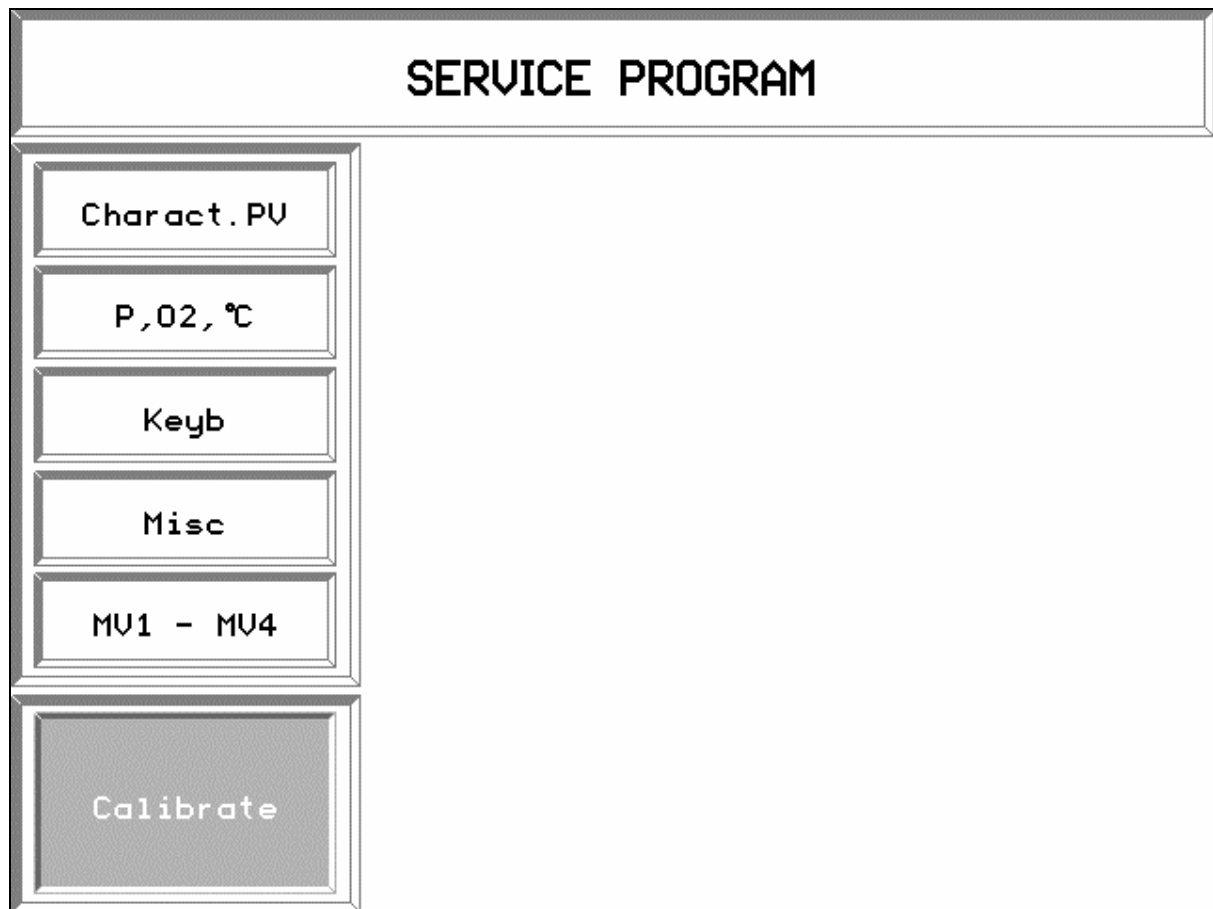 SERVICE PROGRAM
Charact.PV
P,O2,℃
Keyb
Misc
MV1 - MV4
Calibrate